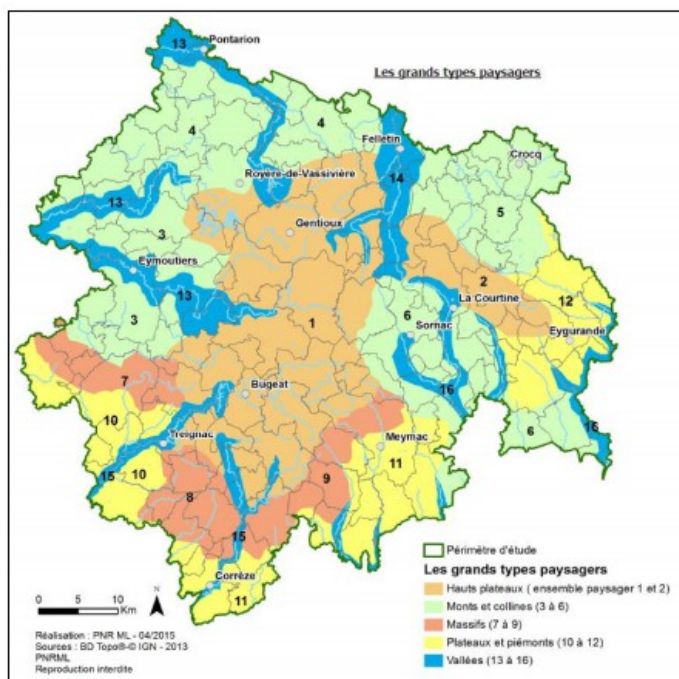 13
Pontarion
Les grands types paysagers
4
4
Felletin
Crocq
14
Royère-de-Vassivière
5
13
Gentioux
3
Eymoutiers
2
12
13
La Courtine
6
3
1
Sornac
Eygurande
7
16
Bugeat
10
6
16
Treignac
Meymac
11
10
9
15
8
15
Corrèze
11
Périmètre d'étude
Les grands types paysagers
Hauts plateaux ( ensemble paysager 1 et 2)
Monts et collines (3 à 6)
Massifs (7 à 9)
Plateaux et piémonts (10 à 12)
Vallées (13 à 16)
0 5 10
Km
N
Réalisation : PNR ML - 04/2015
Sources : BD Topo®-© IGN - 2013
PNRML
Reproduction interdite